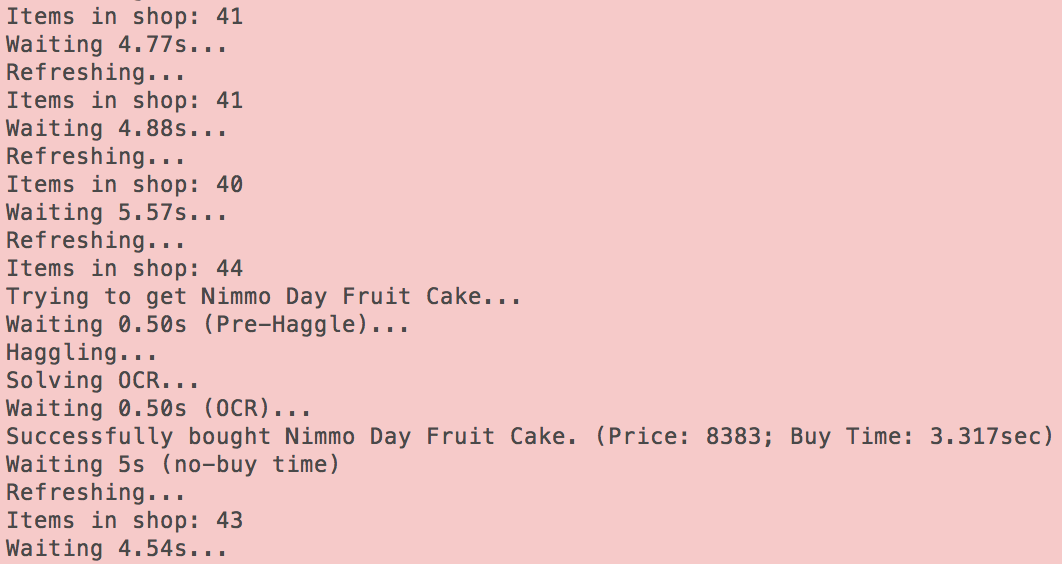 Items in shop: 41
Waiting 4.77s...
Refreshing...
Items in shop: 41
Waiting 4.88s...
Refreshing...
Items in shop: 40
Waiting 5.57s...
Refreshing...
Items in shop: 44
Trying to get Nimmo Day Fruit Cake...
Waiting 0.50s (Pre-Haggle)...
Haggling...
Solving OCR...
Waiting 0.50s (OCR)...
Successfully bought Nimmo Day Fruit Cake. (Price: 8383; Buy Time: 3.317sec)
Waiting 5s (no-buy time)
Refreshing...
Items in shop: 43
Waiting 4.54s...